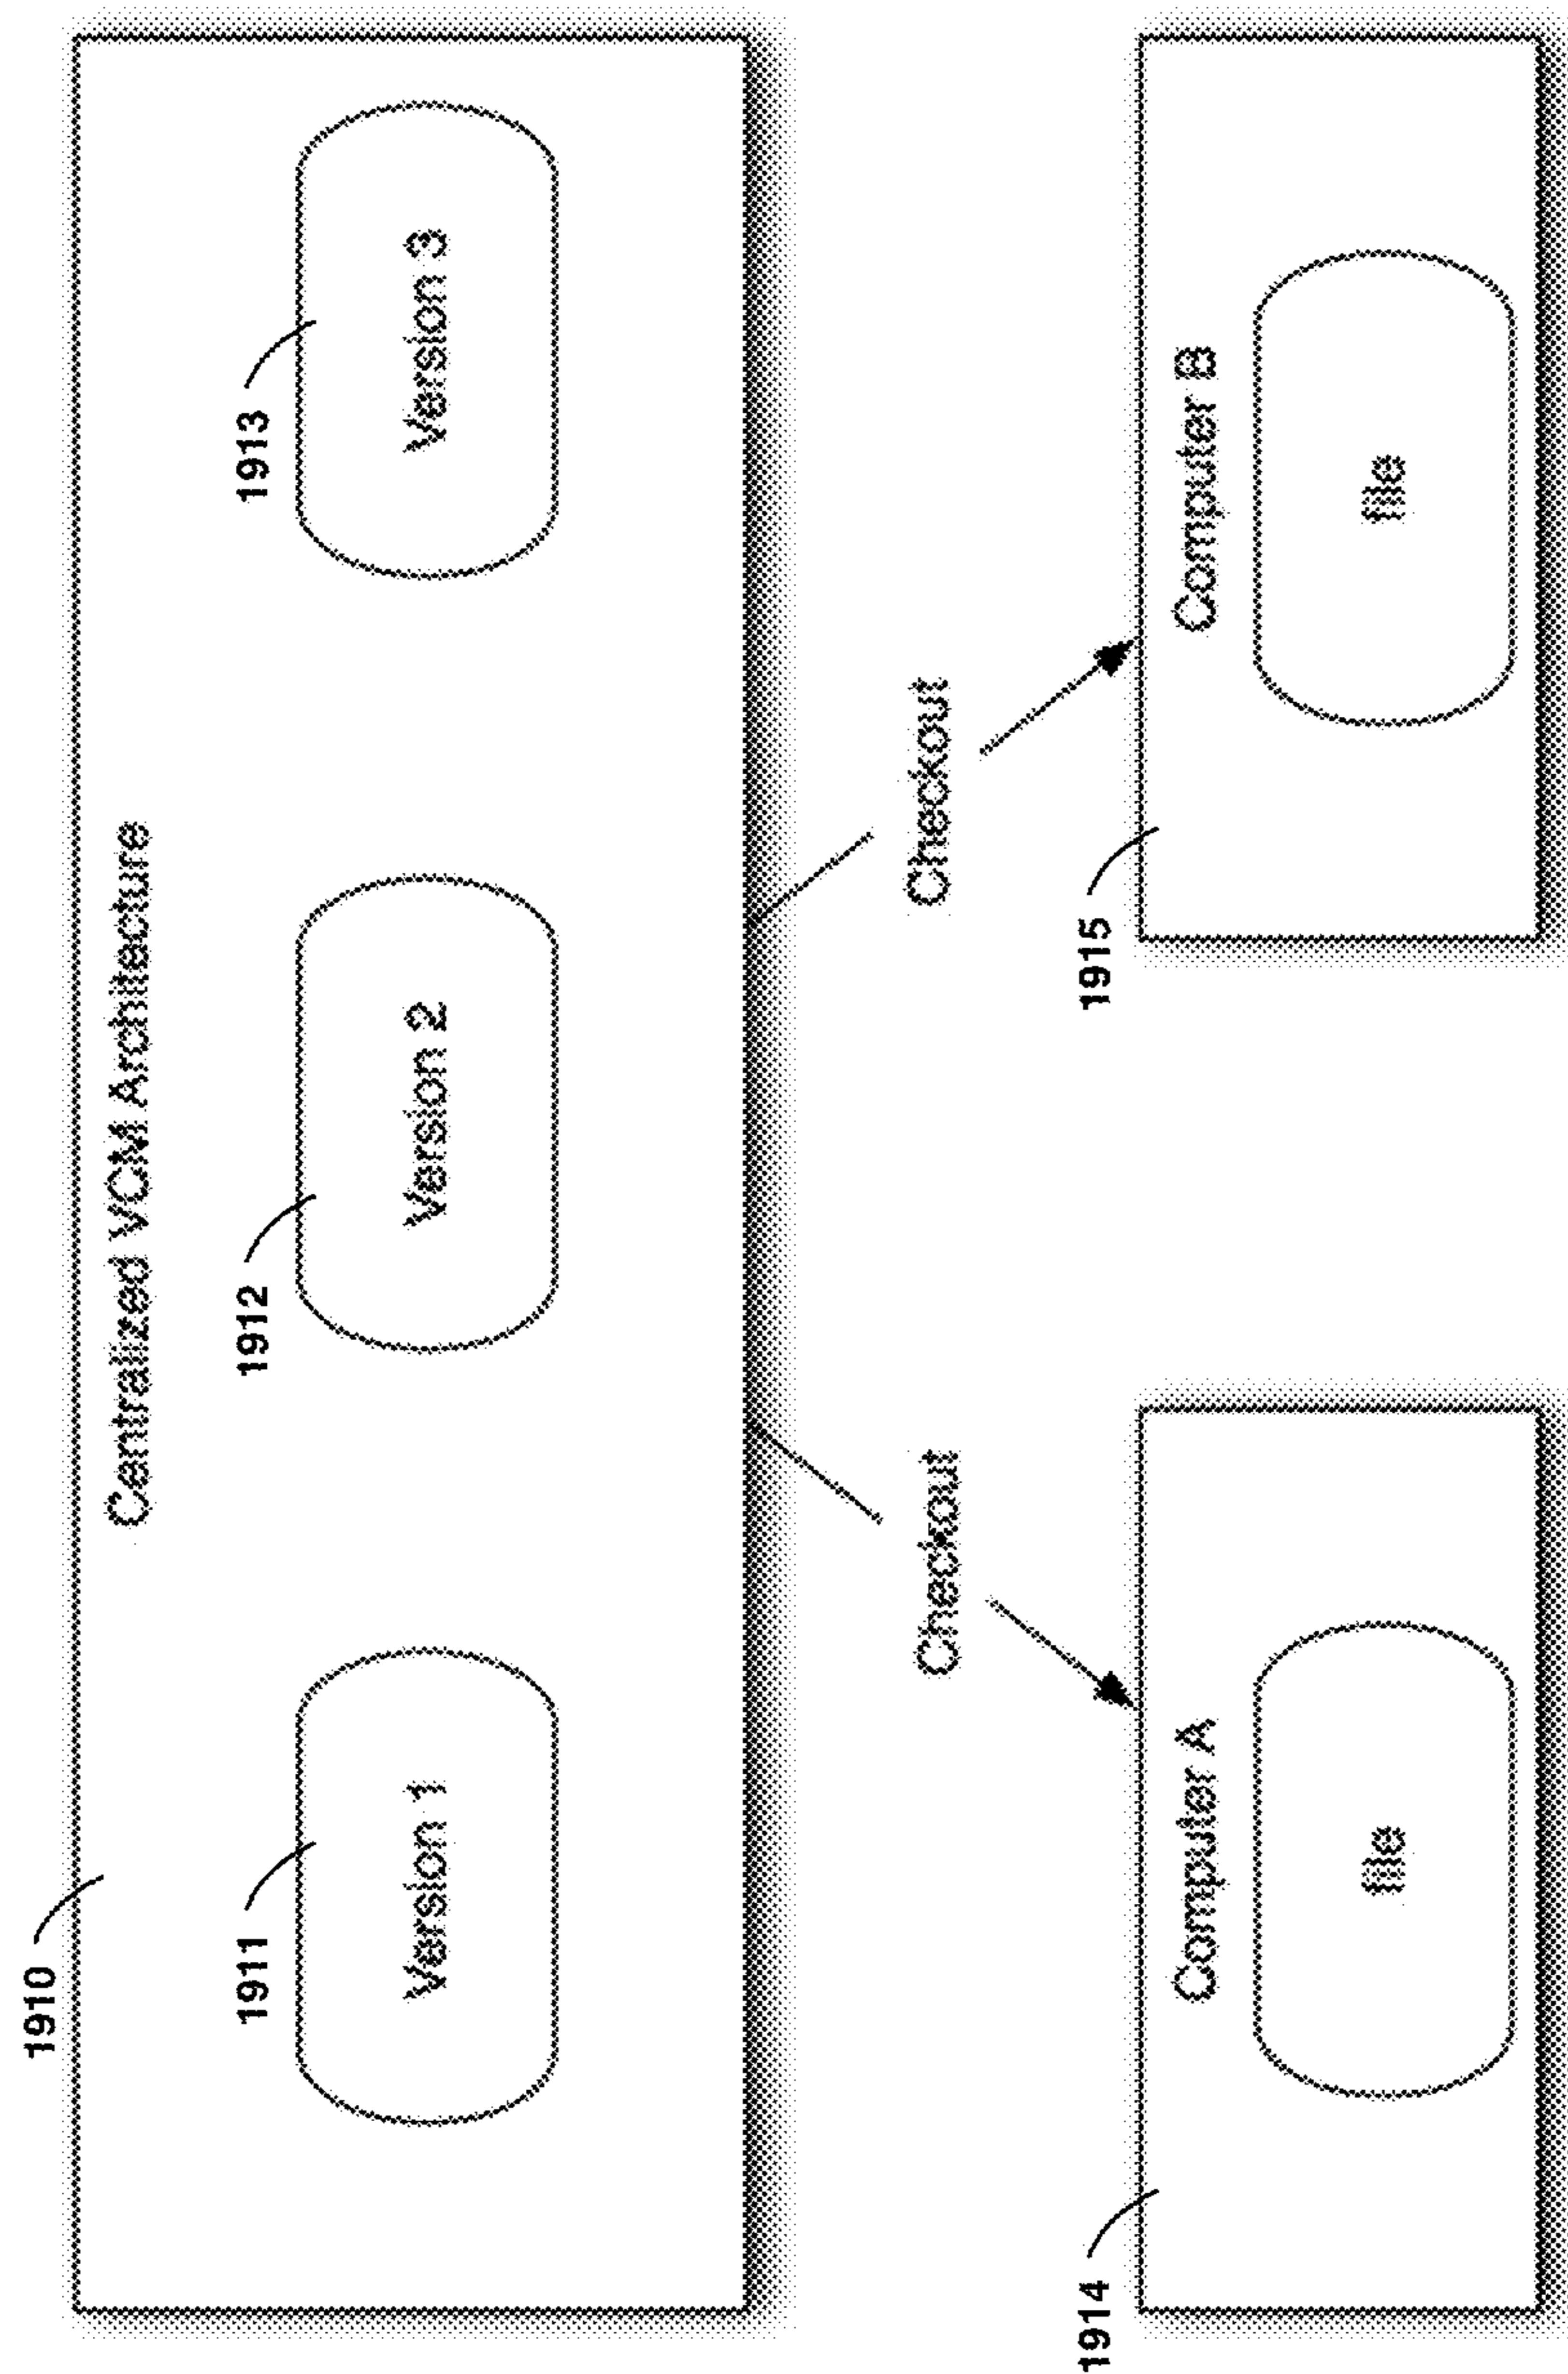 1910
Centralized VCM Architecture
1911
1912
1913
Version 1
Version 2
Version 3
Checkout
Checkout
1914
1915
Computer A
Computer B
file
file